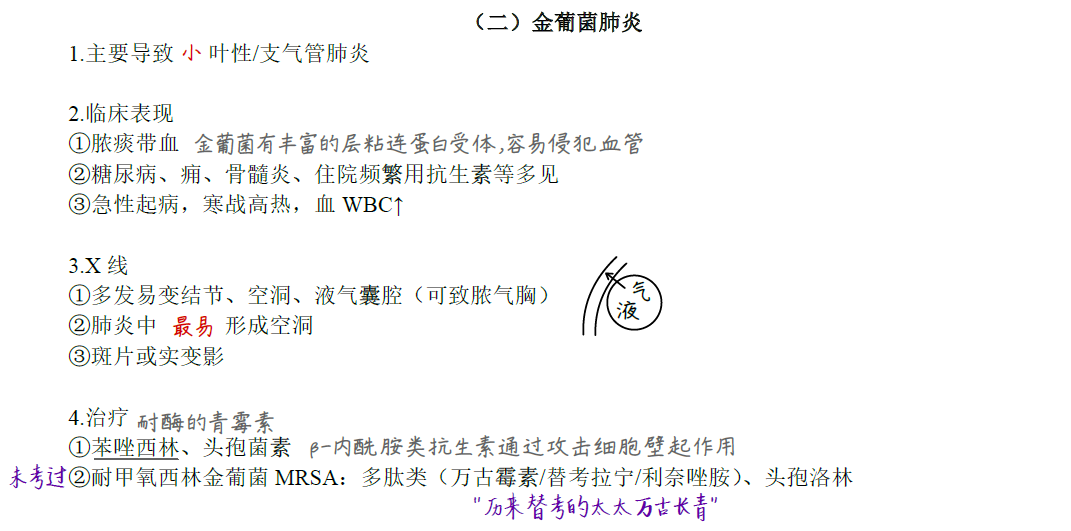 （二）金葡菌肺炎
1.主要导致 小 叶性/支气管肺炎
2.临床表现
①脓痰带血 金葡菌有丰富的层粘连蛋白受体,容易侵犯血管
②糖尿病、痈、骨髓炎、住院频繁用抗生素等多见
③急性起病，寒战高热，血 WBC↑
3.X 线
①多发易变结节、空洞、液气囊腔（可致脓气胸）
气
液
②肺炎中 最易 形成空洞
③斑片或实变影
4.治疗 耐酶的青霉素
①苯唑西林、头孢菌素 β-内酰胺类抗生素通过攻击细胞壁起作用
未考过②耐甲氧西林金葡菌 MRSA：多肽类（万古霉素/替考拉宁/利奈唑胺）、头孢洛林
"历来替考的太太万古长青"